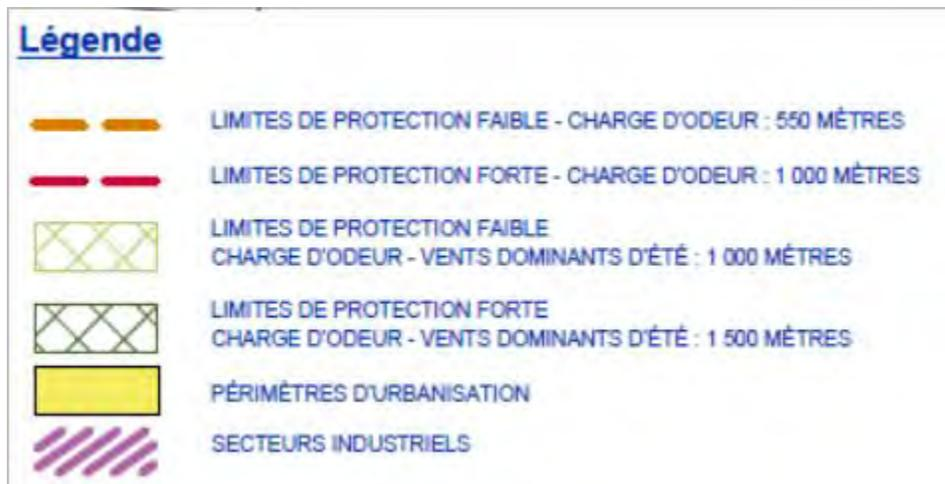 Légende
LIMITES DE PROTECTION FAIBLE - CHARGE D'ODEUR : 550 MÈTRES
LIMITES DE PROTECTION FORTE - CHARGE D'ODEUR : 1 000 MÈTRES
LIMITES DE PROTECTION FAIBLE
CHARGE D'ODEUR - VENTS DOMINANTS D'ÉTÉ : 1 000 MÈTRES
LIMITES DE PROTECTION FORTE
CHARGE D'ODEUR - VENTS DOMINANTS D'ÉTÉ : 1 500 MÈTRES
PÉRIMÈTRES D'URBANISATION
SECTEURS INDUSTRIELS